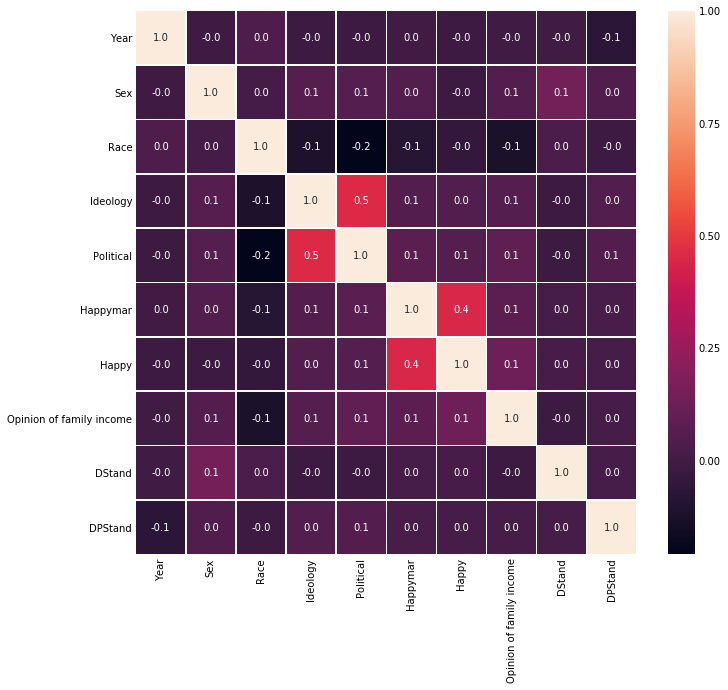 Year 1.0 -0.0 0.0 -0.0 -0.0 0.0 -0.0 -0.0 -0.0 -0.1
Sex -0.0 1.0 0.0 0.1 0.1 0.0 -0.0 0.1 0.1 0.0
Race 0.0 0.0 1.0 -0.1 -0.2 -0.1 -0.0 -0.1 0.0 -0.0
Ideology -0.0 0.1 -0.1 1.0 0.5 0.1 0.0 0.1 -0.0 0.0
Political -0.0 0.1 -0.2 0.5 1.0 0.1 0.1 0.1 -0.0 0.1
Happymar 0.0 0.0 -0.1 0.1 0.1 1.0 0.4 0.1 0.0 0.0
Happy -0.0 -0.0 -0.0 0.0 0.1 0.4 1.0 0.1 0.0 0.0
Opinion of family income -0.0 0.1 -0.1 0.1 0.1 0.1 0.1 1.0 -0.0 0.0
DStand -0.0 0.1 0.0 -0.0 -0.0 0.0 0.0 -0.0 1.0 0.0
DPStand -0.1 0.0 -0.0 0.0 0.1 0.0 0.0 0.0 0.0 1.0
Year
Sex
Race
Ideology
Political
Happymar
Happy
Opinion of family income
DStand
DPStand
1.00
0.75
0.50
0.25
0.00